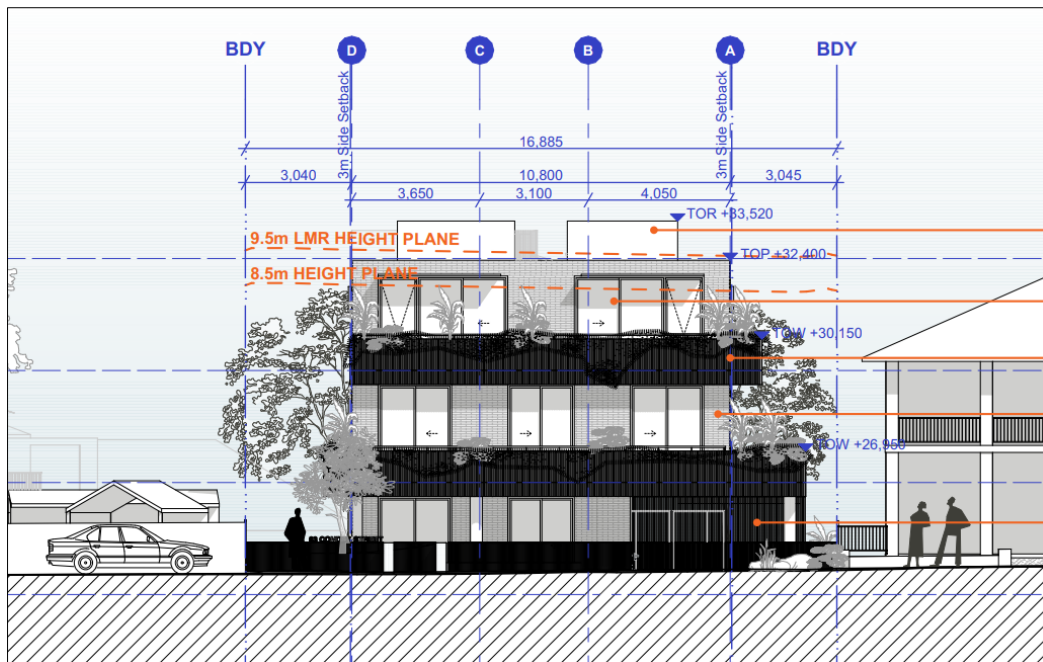 BDY
D
C
B
A
BDY
3m Side Setback
3m Side Setback
16,885
3,040
10,800
3,045
3,650
3,100
4,050
TOR +33,520
9.5m LMR HEIGHT PLANE
TOP +32,400
8.5m HEIGHT PLANE
TOW +30,150
TOW +26,950